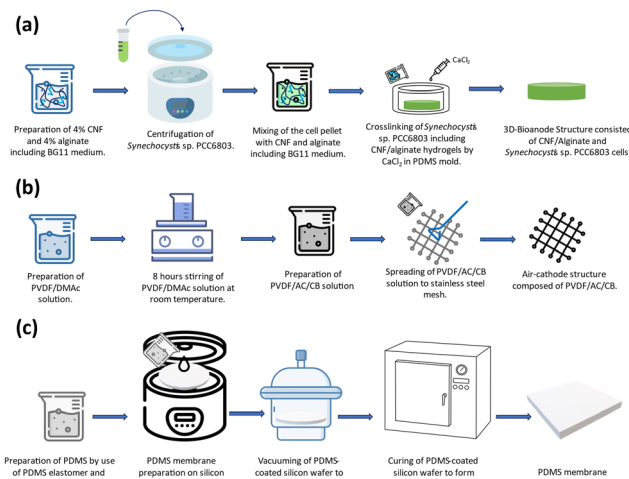 (a)
CaCl2
Preparation of 4% CNF
and 4% alginate
including BG11 medium.
Centrifugation of
Synechocystis sp. PCC6803.
Mixing of the cell pellet
with CNF and alginate
including BG11 medium.
Crosslinking of Synechocystis
sp. PCC6803 including
CNF/alginate hydrogels by
CaCl2 in PDMS mold.
3D-Bioanode Structure consisted
of CNF/Alginate and
Synechocystis sp. PCC6803 cells
(b)
Preparation of
PVDF/DMAc
solution.
8 hours stirring of
PVDF/DMAc solution at
room temperature.
Preparation of
PVDF/AC/CB solution
Spreading of PVDF/AC/CB
solution to stainless steel
mesh.
Air-cathode structure
composed of PVDF/AC/CB.
(c)
Preparation of PDMS by use
of PDMS elastomer and
PDMS membrane
preparation on silicon
Vacuuming of PDMS-
coated silicon wafer to
Curing of PDMS-coated
silicon wafer to form
PDMS membrane